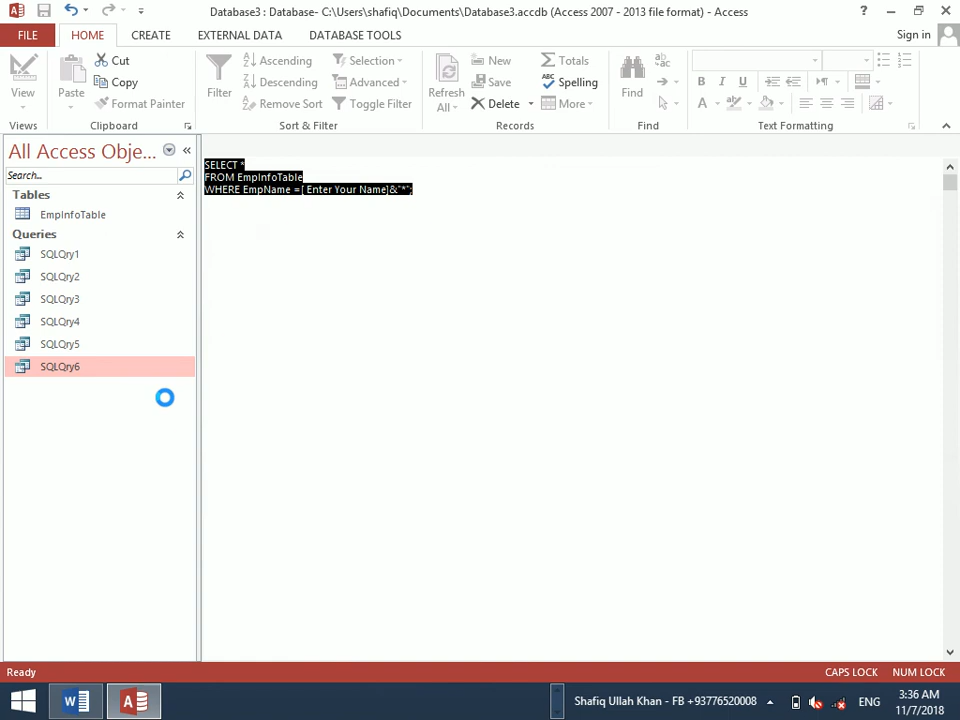 Database3 : Database- C:\Users\shafiq\Documents\Database3.accdb (Access 2007 - 2013 file format) - Access
FILE HOME CREATE EXTERNAL DATA DATABASE TOOLS Sign in
View
Views
Paste
Cut
Copy
Format Painter
Clipboard
Filter
Ascending
Descending
Remove Sort
Selection
Advanced
Toggle Filter
Sort & Filter
Refresh
All
New
Save
Delete
Totals
Spelling
More
Records
Find
Find
Text Formatting
All Access Obje...
Search...
Tables
EmpInfoTable
Queries
SQLQry1
SQLQry2
SQLQry3
SQLQry4
SQLQry5
SQLQry6
SELECT *
FROM EmpInfoTable
WHERE EmpName =[ Enter Your Name]&"*";
Ready
CAPS LOCK NUM LOCK
Shafiq Ullah Khan - FB +93776520008
ENG
3:36 AM
11/7/2018